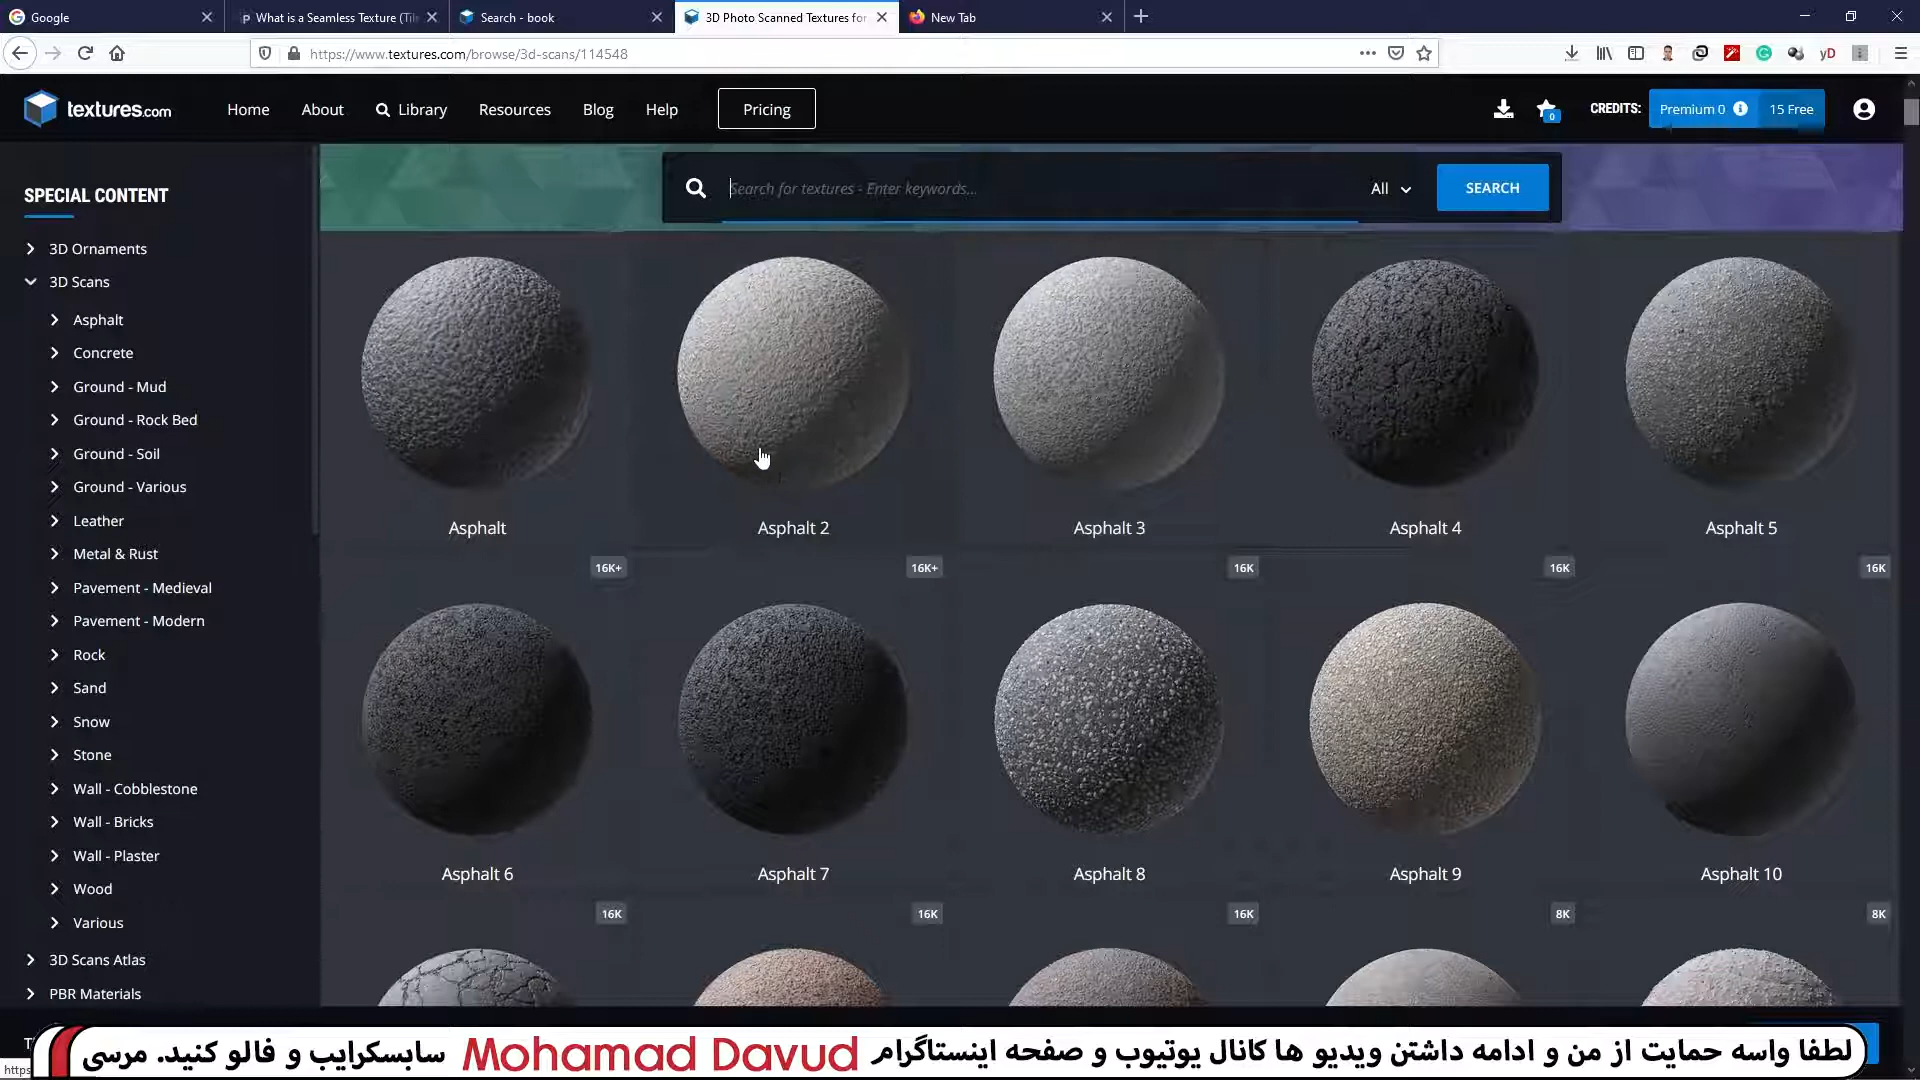 Google
What is a Seamless Texture (Til
Search - book
3D Photo Scanned Textures for
New Tab
https://www.textures.com/browse/3d-scans/114548
textures.com
Home
About
Library
Resources
Blog
Help
Pricing
0
CREDITS:
Premium 0
15 Free
SPECIAL CONTENT
Search for textures - Enter keywords...
All
SEARCH
3D Ornaments
3D Scans
Asphalt
Concrete
Ground - Mud
Ground - Rock Bed
Ground - Soil
Ground - Various
Leather
Metal & Rust
Pavement - Medieval
Pavement - Modern
Rock
Sand
Snow
Stone
Wall - Cobblestone
Wall - Bricks
Wall - Plaster
Wood
Various
3D Scans Atlas
PBR Materials
Asphalt
Asphalt 2
Asphalt 3
Asphalt 4
Asphalt 5
16K+
16K+
16K
16K
16K
Asphalt 6
Asphalt 7
Asphalt 8
Asphalt 9
Asphalt 10
16K
16K
16K
8K
8K
لطفا واسه حمایت از من و ادامه داشتن ویدیو ها کانال یوتیوب و صفحه اینستاگرام Mohamad Davud سابسکرایب و فالو کنید. مرسی
https